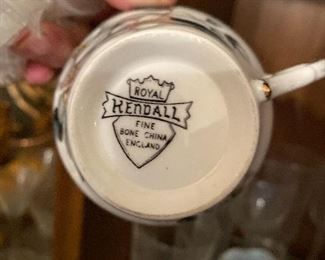 ROYAL
KENDALL
FINE
BONE CHINA
ENGLAND